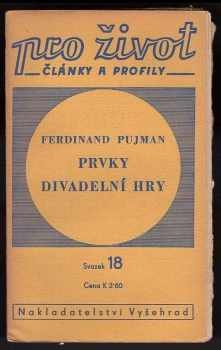 pro život
ČLÁNKY A PROFILY
FERDINAND PUJMAN
PRVKY
DIVADELNÍ HRY
Svazek 18
Cena K 2·60
Nakladatelství Vyšehrad